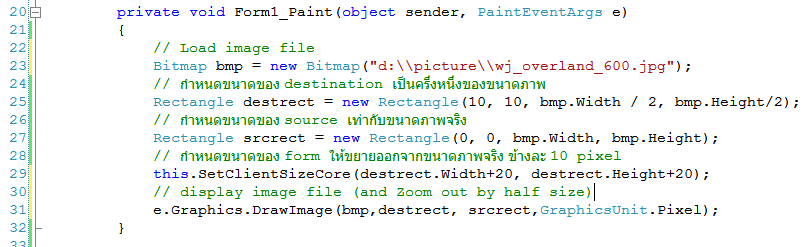 20 private void Form1_Paint(object sender, PaintEventArgs e)
21 {
22 // Load image file
23 Bitmap bmp = new Bitmap("d:\\picture\\wj_overland_600.jpg");
24 // กำหนดขนาดของ destination เป็นครึ่งหนึ่งของขนาดภาพ
25 Rectangle destrect = new Rectangle(10, 10, bmp.Width / 2, bmp.Height/2);
26 // กำหนดขนาดของ source เท่ากับขนาดภาพจริง
27 Rectangle srcrect = new Rectangle(0, 0, bmp.Width, bmp.Height);
28 // กำหนดขนาดของ form ให้ขยายออกจากขนาดภาพจริง ข้างละ 10 pixel
29 this.SetClientSizeCore(destrect.Width+20, destrect.Height+20);
30 // display image file (and Zoom out by half size)
31 e.Graphics.DrawImage(bmp,destrect, srcrect,GraphicsUnit.Pixel);
32 }
33